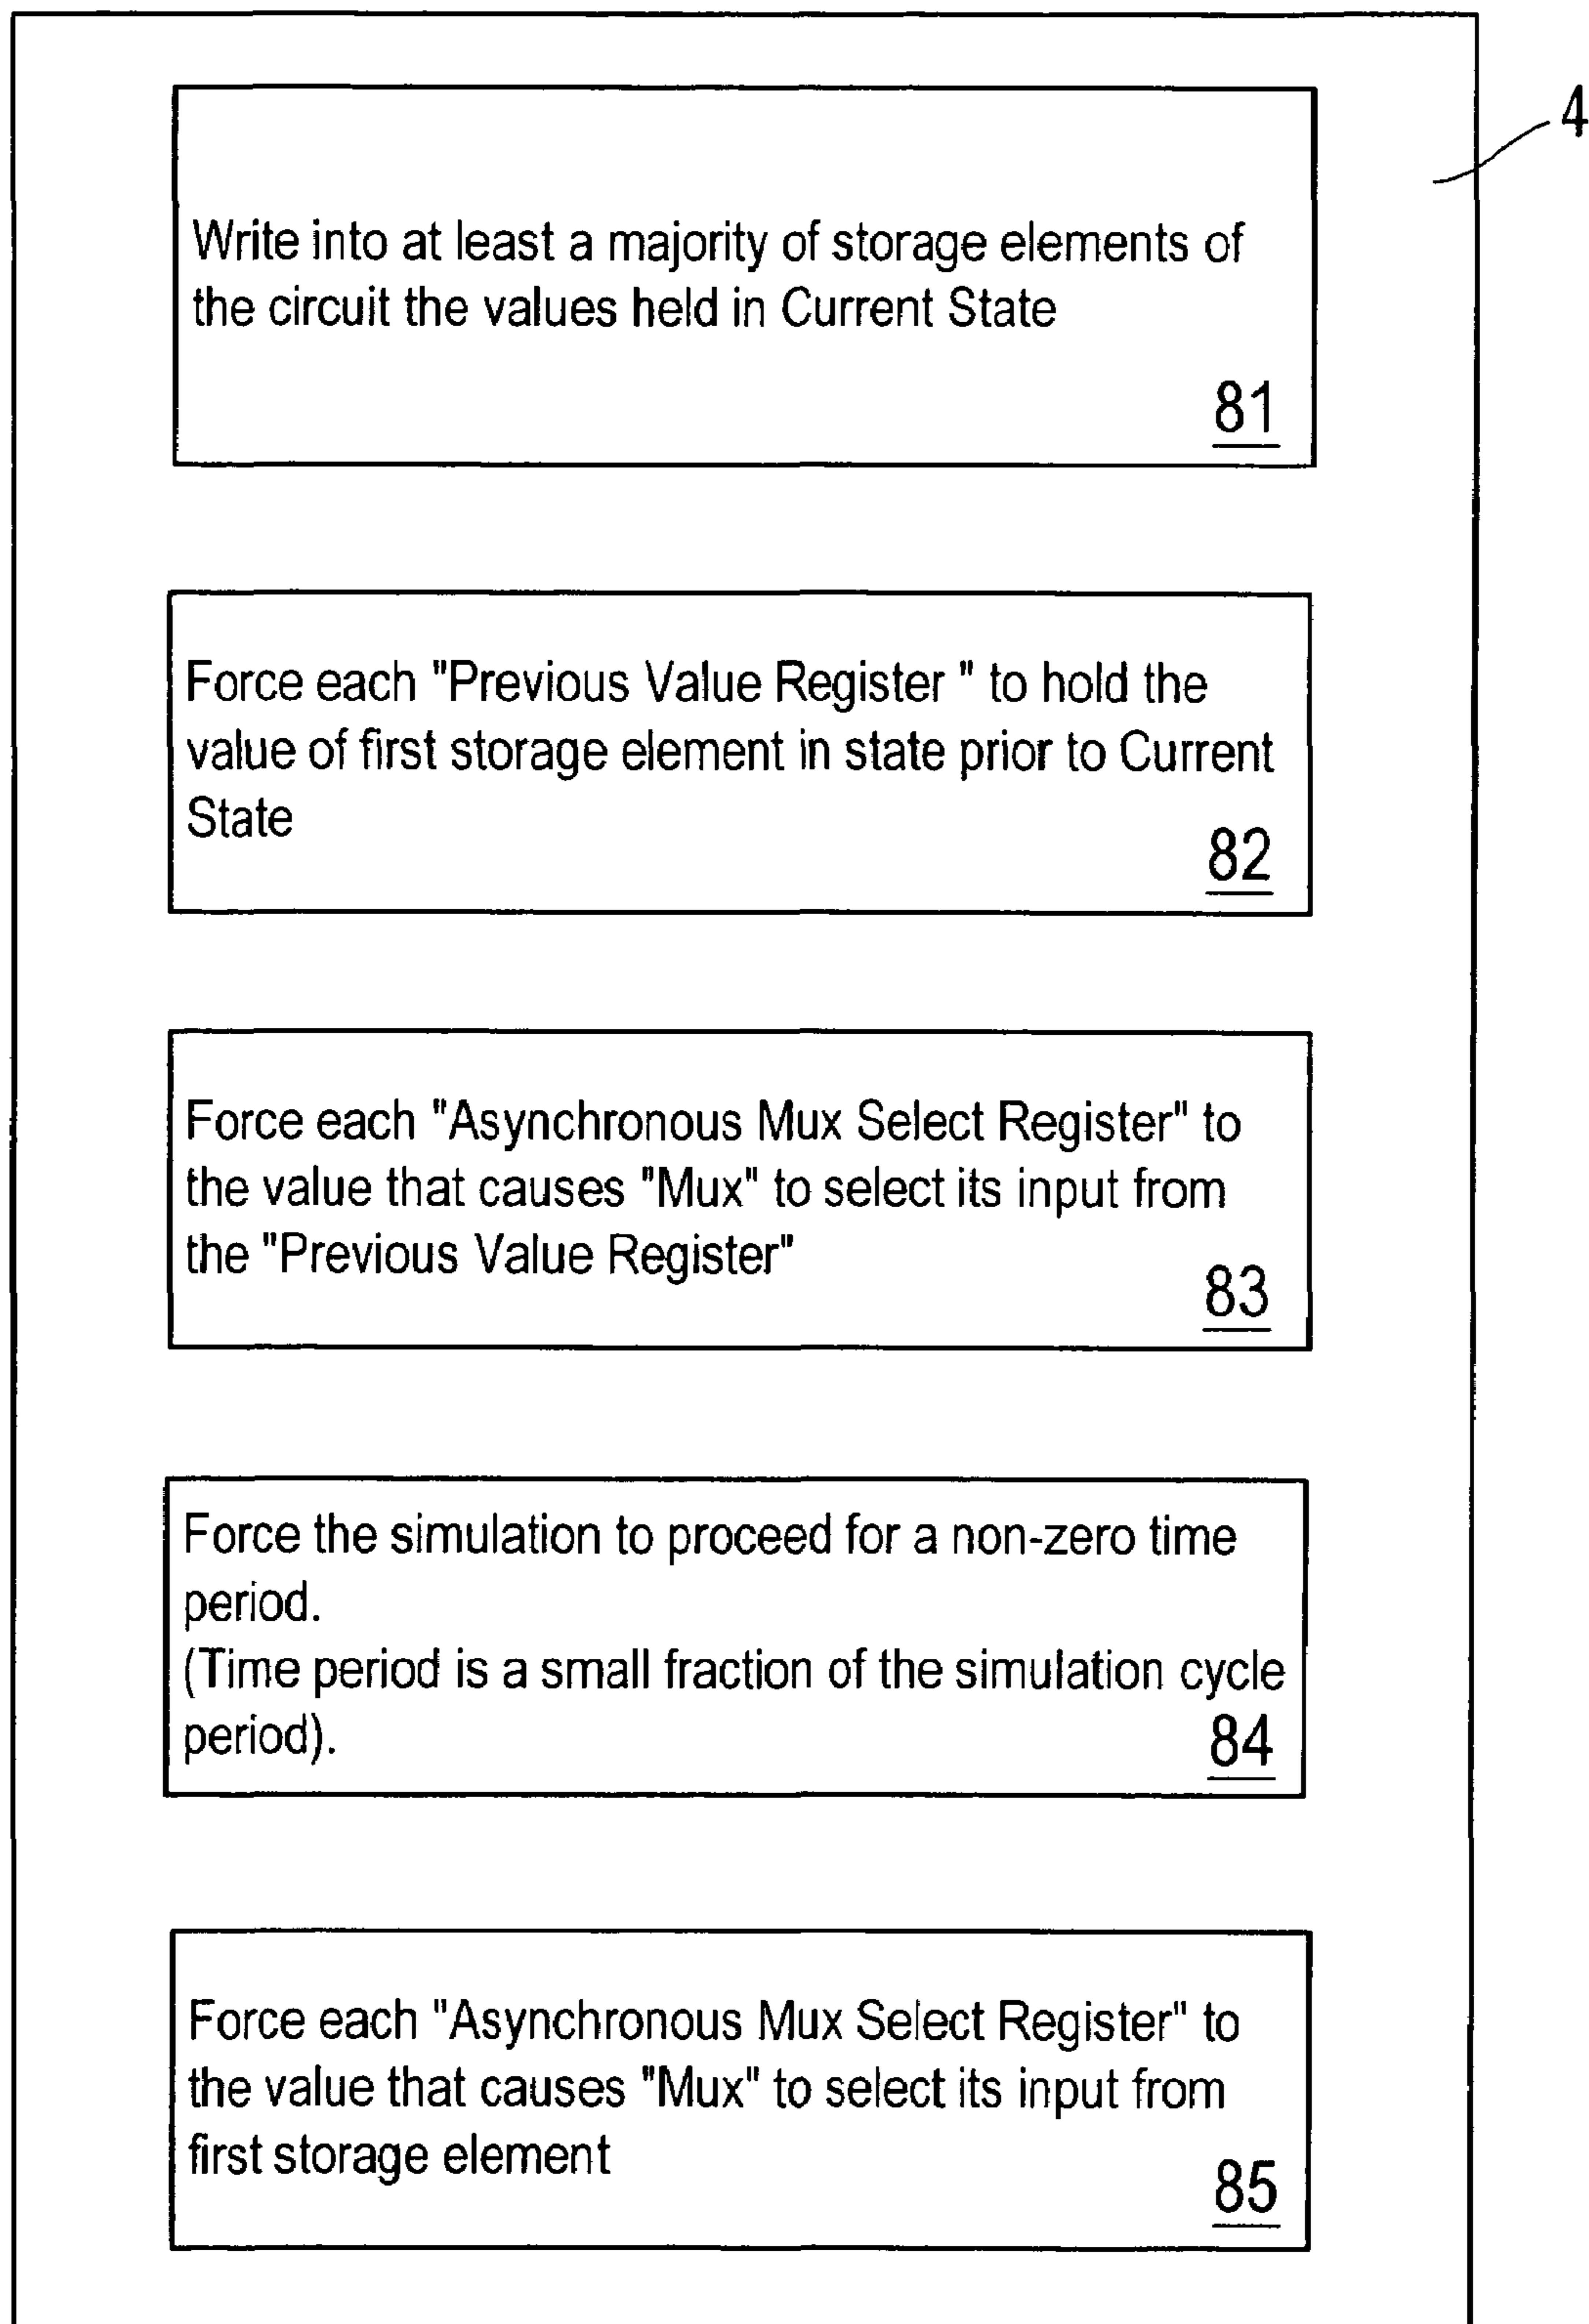 4
Write into at least a majority of storage elements of
the circuit the values held in Current State
81
Force each "Previous Value Register " to hold the
value of first storage element in state prior to Current
State
82
Force each "Asynchronous Mux Select Register" to
the value that causes "Mux" to select its input from
the "Previous Value Register"
83
Force the simulation to proceed for a non-zero time
period.
(Time period is a small fraction of the simulation cycle
period).
84
Force each "Asynchronous Mux Select Register" to
the value that causes "Mux" to select its input from
first storage element
85